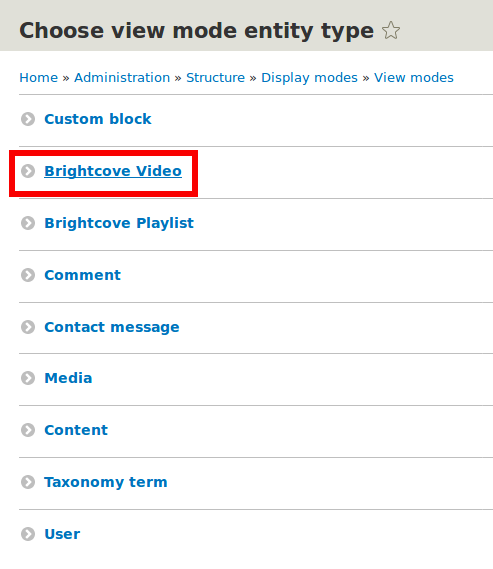 Choose view mode entity type
Home » Administration » Structure » Display modes » View modes
Custom block
Brightcove Video
Brightcove Playlist
Comment
Contact message
Media
Content
Taxonomy term
User